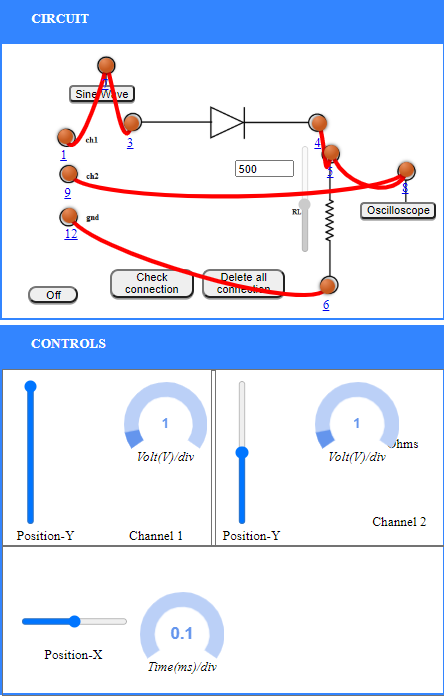 CIRCUIT
Sine Wave
1
ch1
3
4
5
500
9
ch2
8
RL
Oscilloscope
12
gnd
Check
connection
Delete all
connection
Off
6
CONTROLS
1
Volt(V)/div
Position-Y
Channel 1
1
Ohms
Volt(V)/div
Position-Y
Channel 2
0.1
Position-X
Time(ms)/div